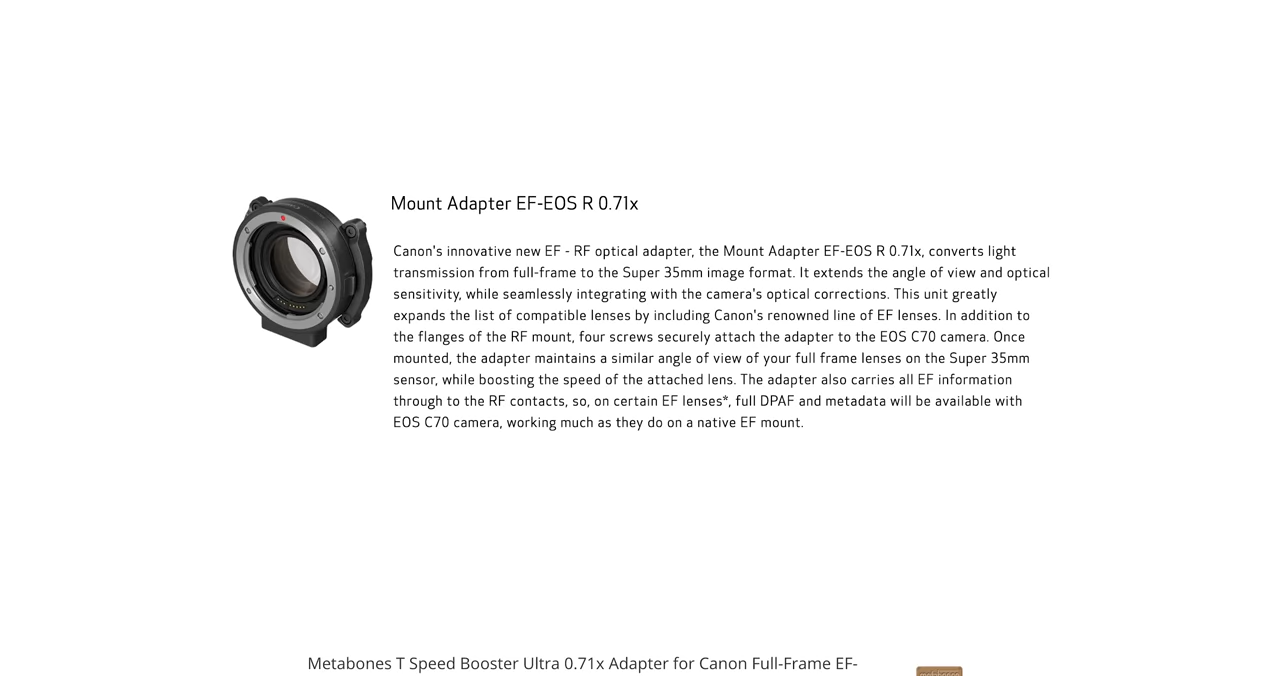 Mount Adapter EF-EOS R 0.71x
Canon's innovative new EF - RF optical adapter, the Mount Adapter EF-EOS R 0.71x, converts light
transmission from full-frame to the Super 35mm image format. It extends the angle of view and optical
sensitivity, while seamlessly integrating with the camera's optical corrections. This unit greatly
expands the list of compatible lenses by including Canon's renowned line of EF lenses. In addition to
the flanges of the RF mount, four screws securely attach the adapter to the EOS C70 camera. Once
mounted, the adapter maintains a similar angle of view of your full frame lenses on the Super 35mm
sensor, while boosting the speed of the attached lens. The adapter also carries all EF information
through to the RF contacts, so, on certain EF lenses*, full DPAF and metadata will be available with
EOS C70 camera, working much as they do on a native EF mount.
Metabones T Speed Booster Ultra 0.71x Adapter for Canon Full-Frame EF-